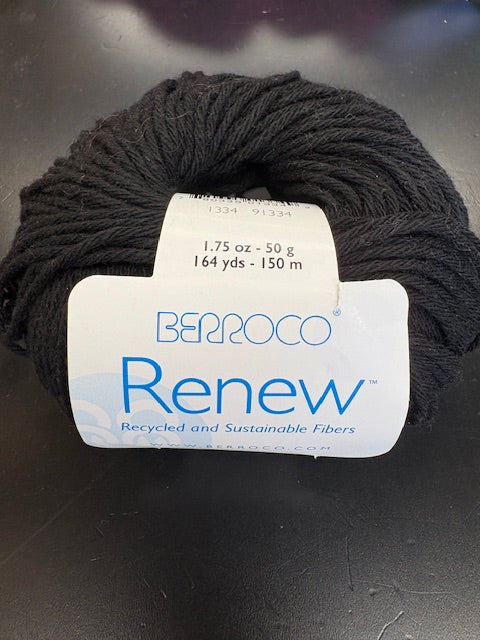 1334 91334
1.75 oz - 50 g
164 yds - 150 m
BERROCO®
Renew™
Recycled and Sustainable Fibers
WWW.BERROCO.COM